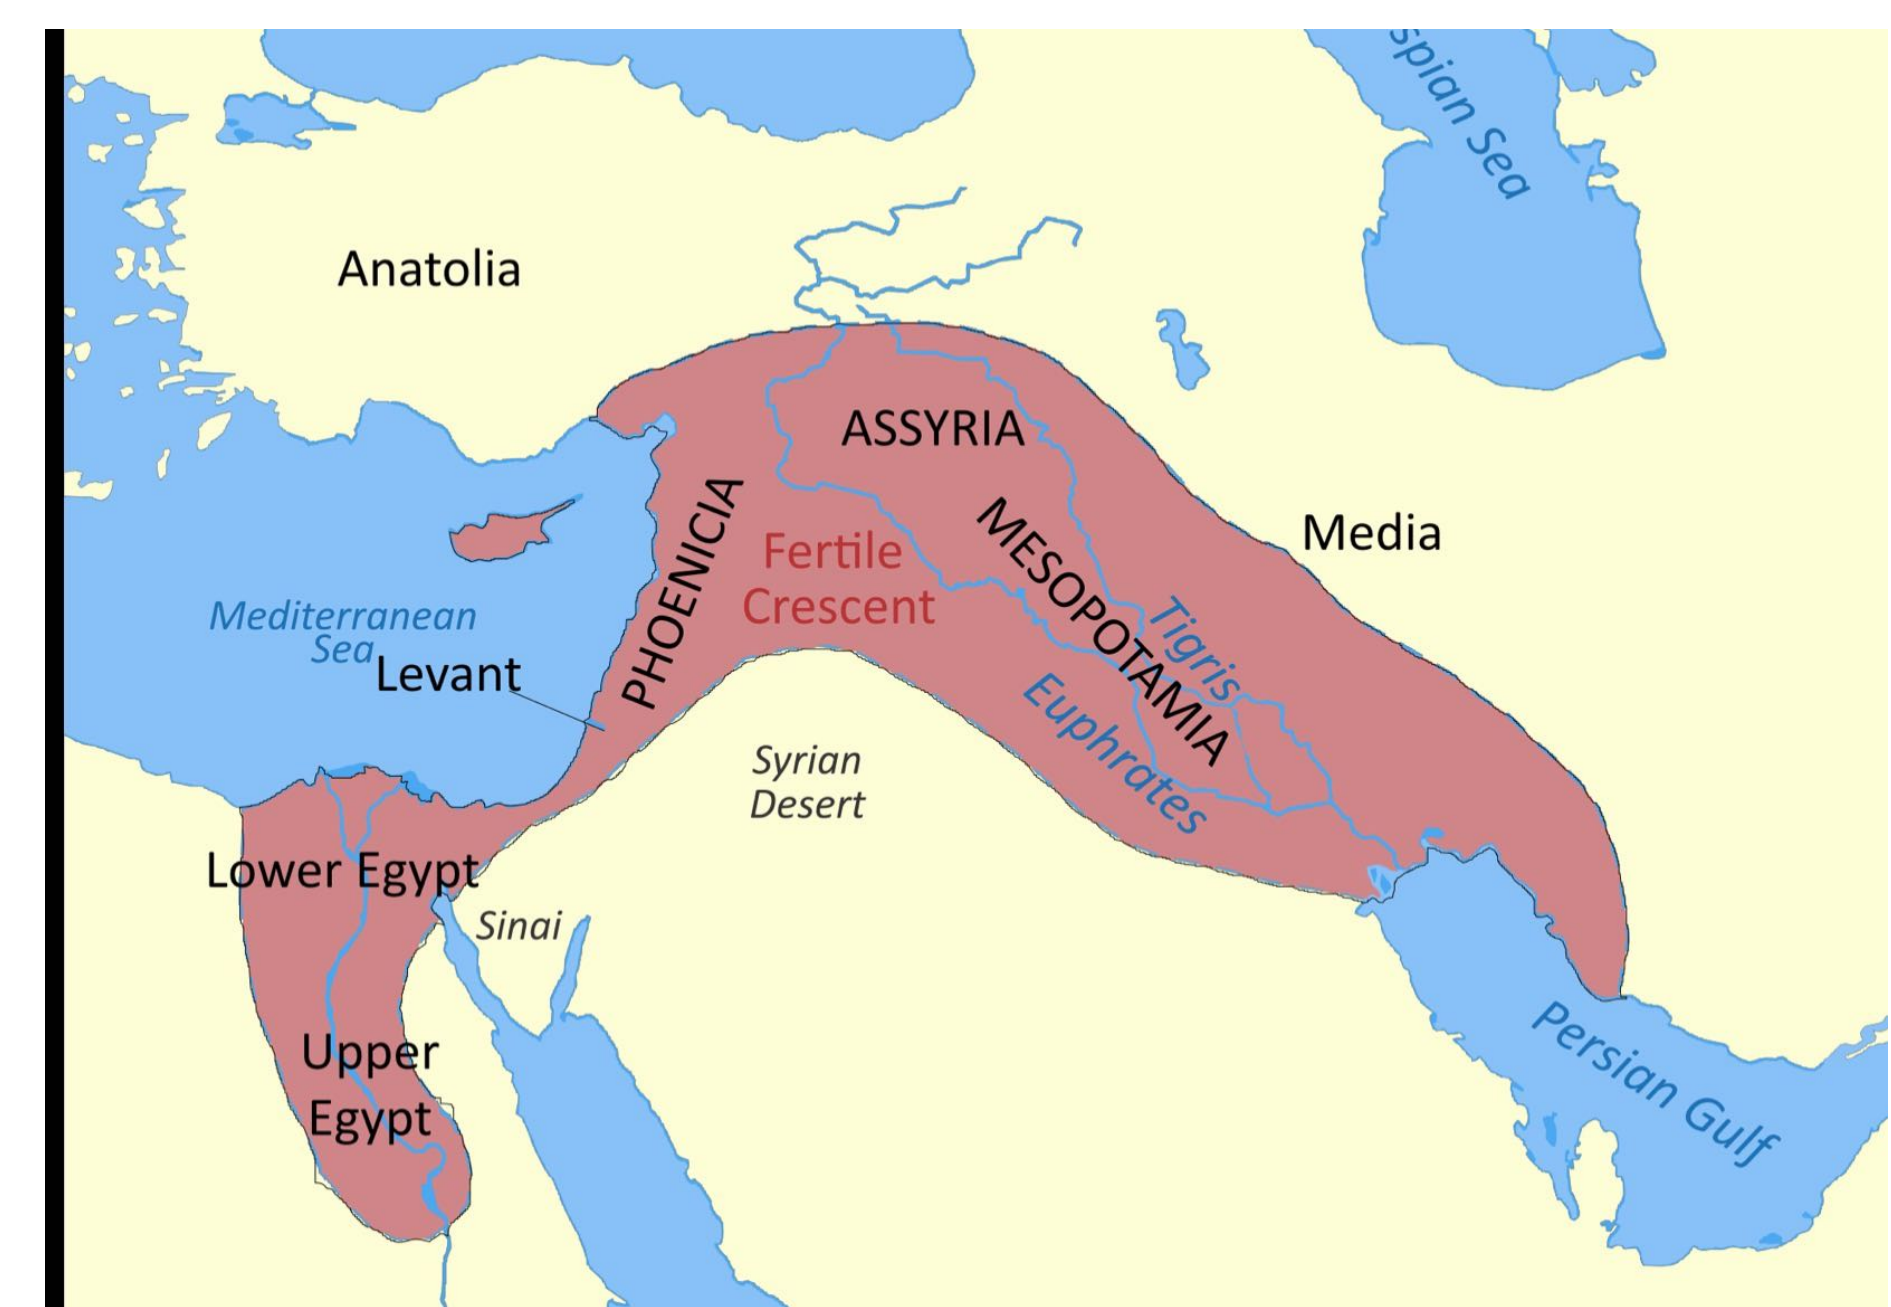 spian Sea
Anatolia
ASSYRIA
PHOENICIA
Fertile
Crescent
MESOPOTAMIA
Media
Tigris
Euphrates
Mediterranean
Sea
Levant
Syrian
Desert
Lower Egypt
Sinai
Upper
Egypt
Persian Gulf